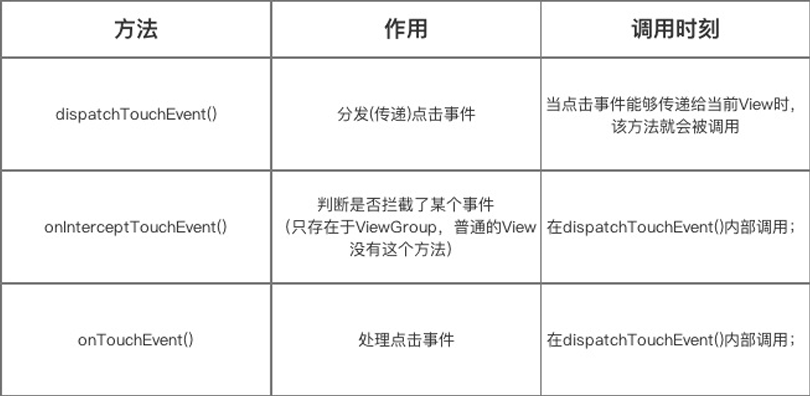 方法
作用
调用时刻
dispatchTouchEvent()
分发(传递)点击事件
当点击事件能够传递给当前View时，
该方法就会被调用
onInterceptTouchEvent()
判断是否拦截了某个事件
（只存在于ViewGroup，普通的View
没有这个方法）
在dispatchTouchEvent()内部调用；
onTouchEvent()
处理点击事件
在dispatchTouchEvent()内部调用；